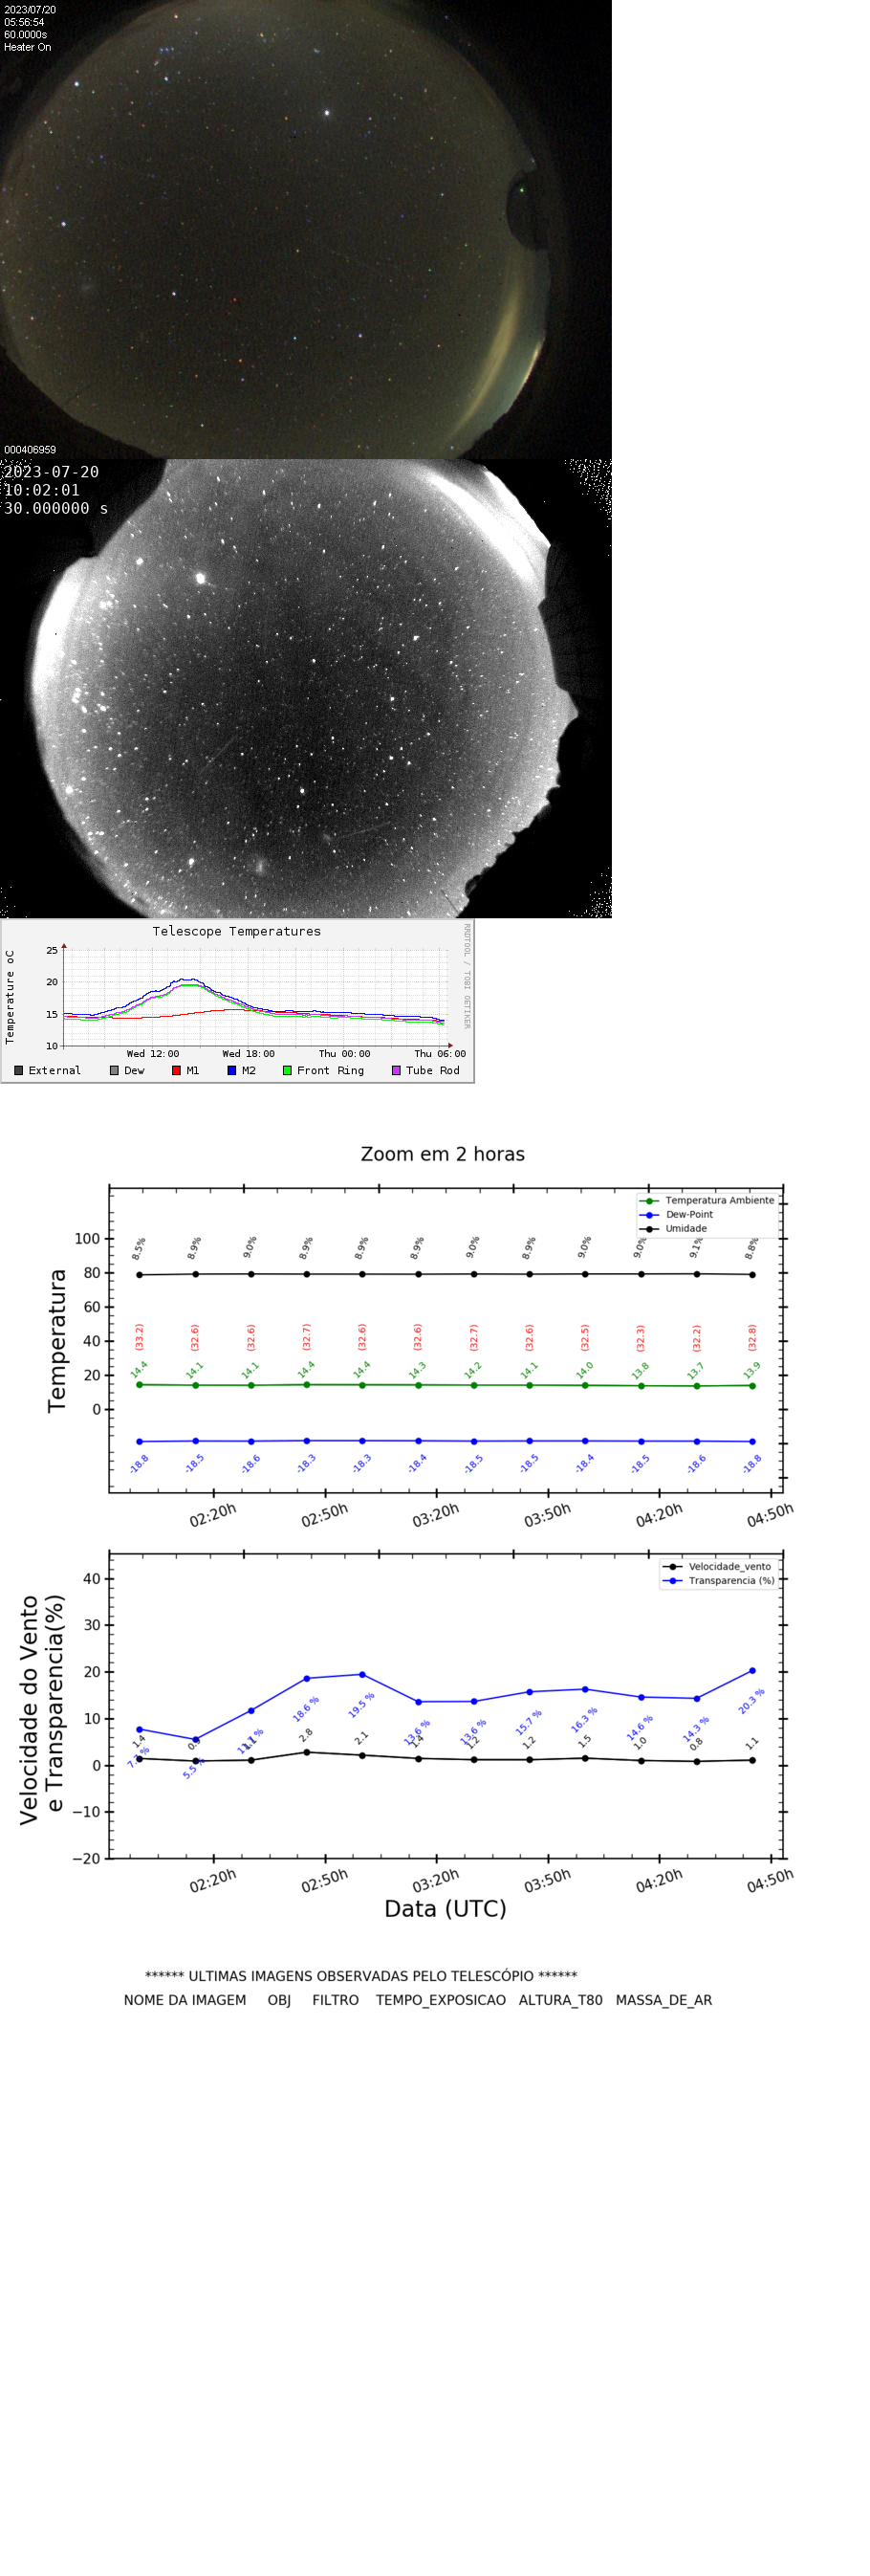 2023/07/20
05:56:54
60.0000s
Heater On
000406959
2023-07-20
10:02:01
30.000000 s
Telescope Temperatures
RRDTOOL / TOBI OETIKER
Temperature oC
25
20
15
10
Wed 12:00 Wed 18:00 Thu 00:00 Thu 06:00
External Dew M1 M2 Front Ring Tube Rod
Zoom em 2 horas
Temperatura Ambiente
Dew-Point
Umidade
Temperatura
100
80
60
40
20
0
8.5% 8.9% 9.0% 8.9% 8.9% 8.9% 9.0% 8.9% 9.0% 9.0% 9.1% 8.8%
(33.2) (32.6) (32.6) (32.7) (32.6) (32.6) (32.7) (32.6) (32.5) (32.3) (32.2) (32.8)
14.4 14.1 14.1 14.4 14.4 14.3 14.2 14.1 14.0 13.8 13.7 13.9
-18.8 -18.5 -18.6 -18.3 -18.3 -18.4 -18.5 -18.5 -18.4 -18.5 -18.6 -18.8
02:20h 02:50h 03:20h 03:50h 04:20h 04:50h
Velocidade_vento
Transparencia (%)
Velocidade do Vento
e Transparencia(%)
40
30
20
10
0
−10
−20
18.6 % 19.5 % 13.6 % 13.6 % 15.7 % 16.3 % 14.6 % 14.3 % 20.3 %
1.4 2.8 2.1 1.4 1.2 1.2 1.5 1.0 0.8 1.1
02:20h 02:50h 03:20h 03:50h 04:20h 04:50h
Data (UTC)
****** ULTIMAS IMAGENS OBSERVADAS PELO TELESCÓPIO ******
NOME DA IMAGEM OBJ FILTRO TEMPO_EXPOSICAO ALTURA_T80 MASSA_DE_AR